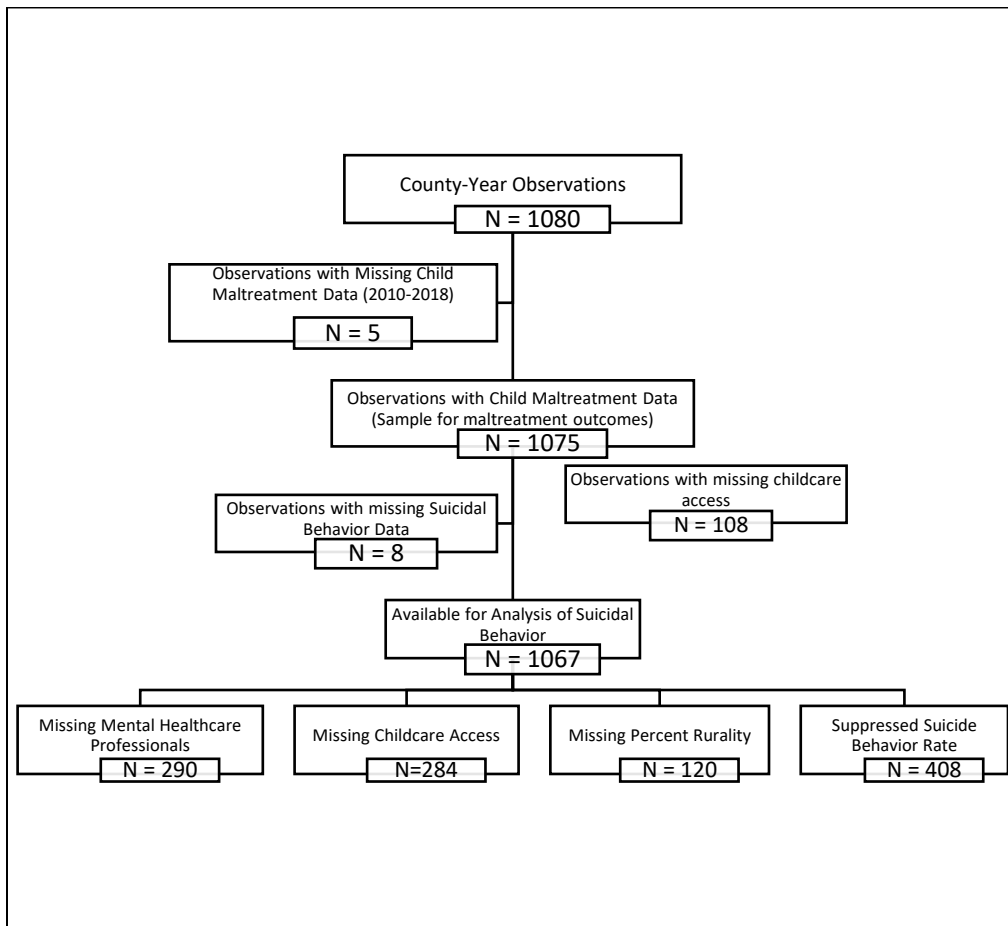 County-Year Observations
N = 1080
Observations with Missing Child
Maltreatment Data (2010-2018)
N = 5
Observations with Child Maltreatment Data
(Sample for maltreatment outcomes)
N = 1075
Observations with missing childcare
access
N = 108
Observations with missing Suicidal
Behavior Data
N = 8
Available for Analysis of Suicidal
Behavior
N = 1067
Missing Mental Healthcare
Professionals
N = 290
Missing Childcare Access
N=284
Missing Percent Rurality
N = 120
Suppressed Suicide
Behavior Rate
N = 408